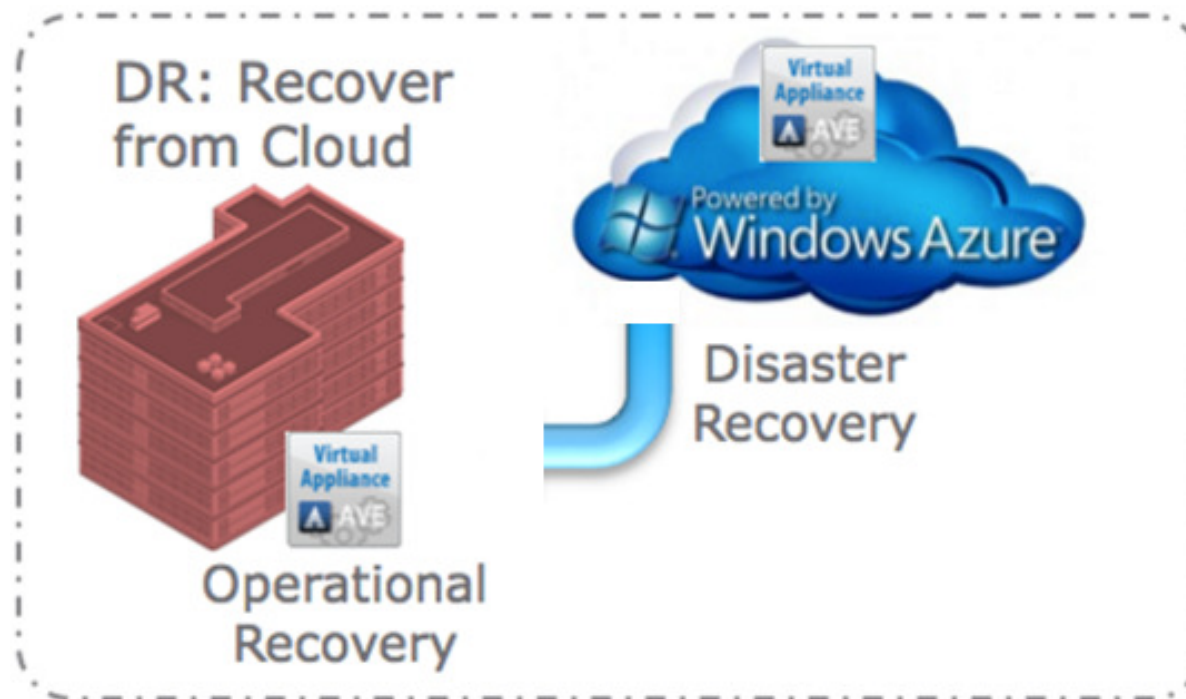 DR: Recover
from Cloud
Virtual
Appliance
AVE
Powered by
Windows Azure
Disaster
Recovery
Virtual
Appliance
AVE
Operational
Recovery